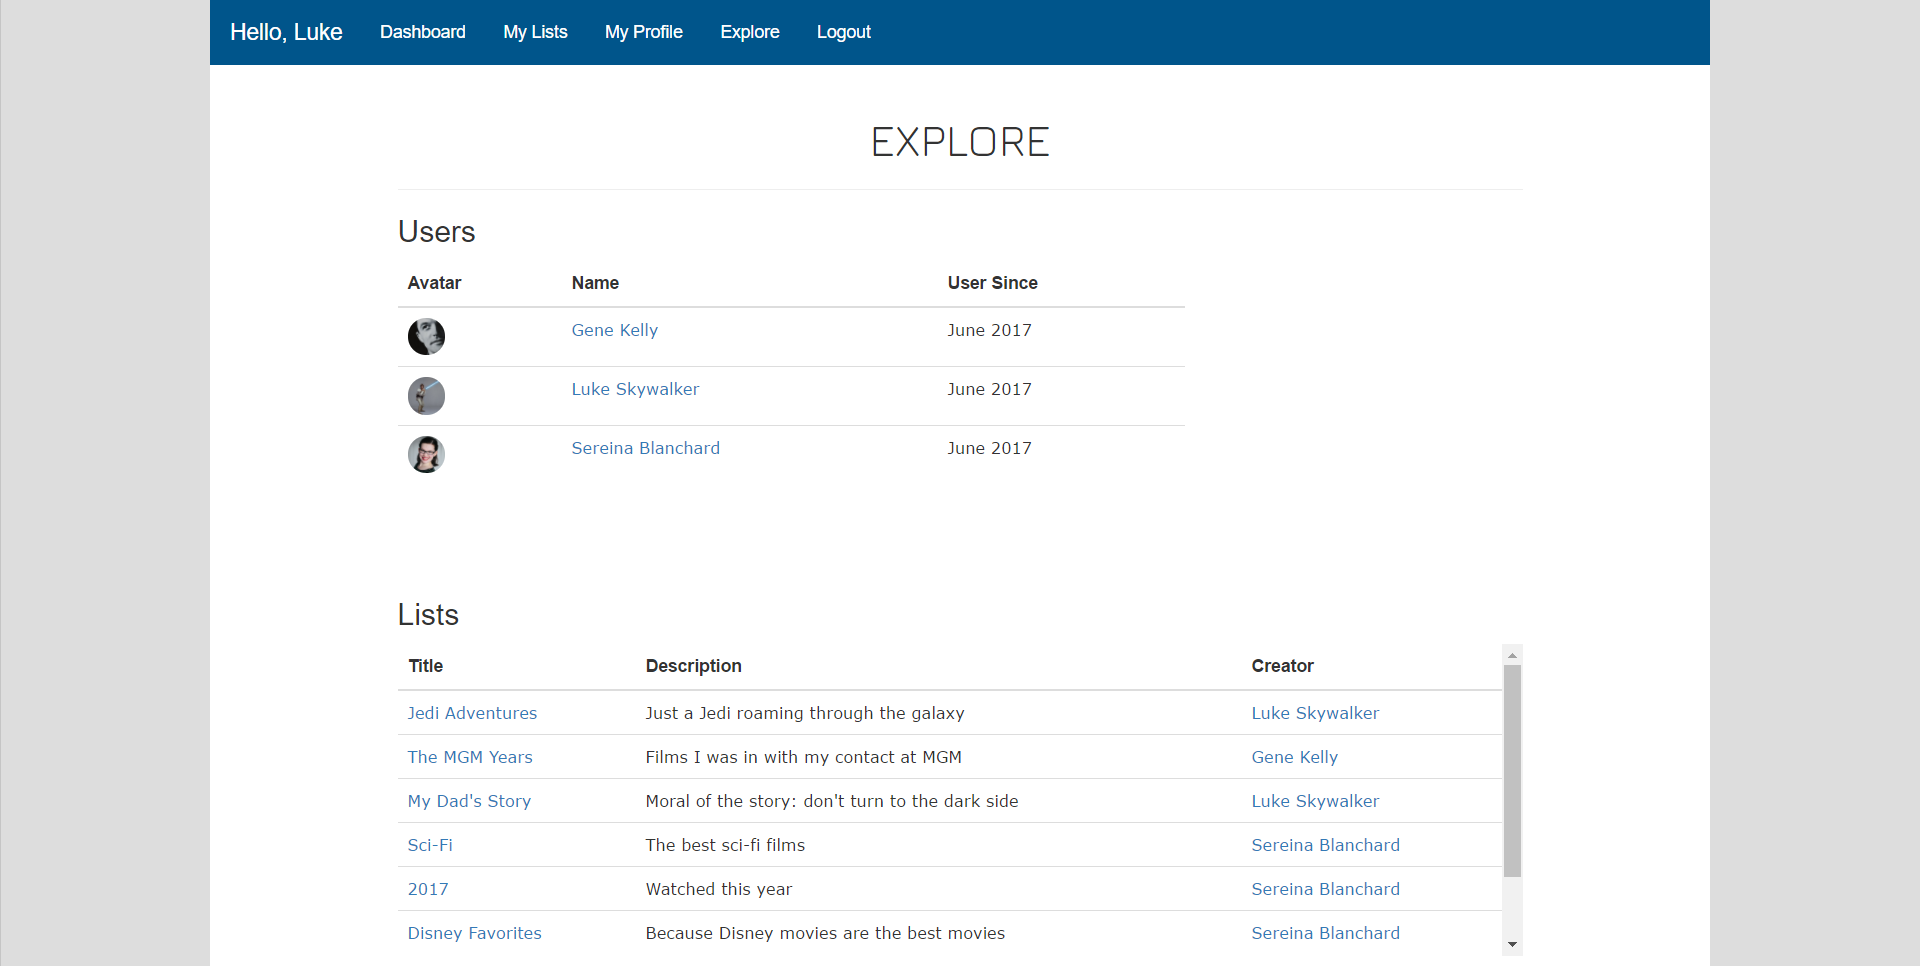 Hello, Luke Dashboard My Lists My Profile Explore Logout
EXPLORE
Users
Avatar Name User Since
Gene Kelly June 2017
Luke Skywalker June 2017
Sereina Blanchard June 2017
Lists
Title Description Creator
Jedi Adventures Just a Jedi roaming through the galaxy Luke Skywalker
The MGM Years Films I was in with my contact at MGM Gene Kelly
My Dad's Story Moral of the story: don't turn to the dark side Luke Skywalker
Sci-Fi The best sci-fi films Sereina Blanchard
2017 Watched this year Sereina Blanchard
Disney Favorites Because Disney movies are the best movies Sereina Blanchard